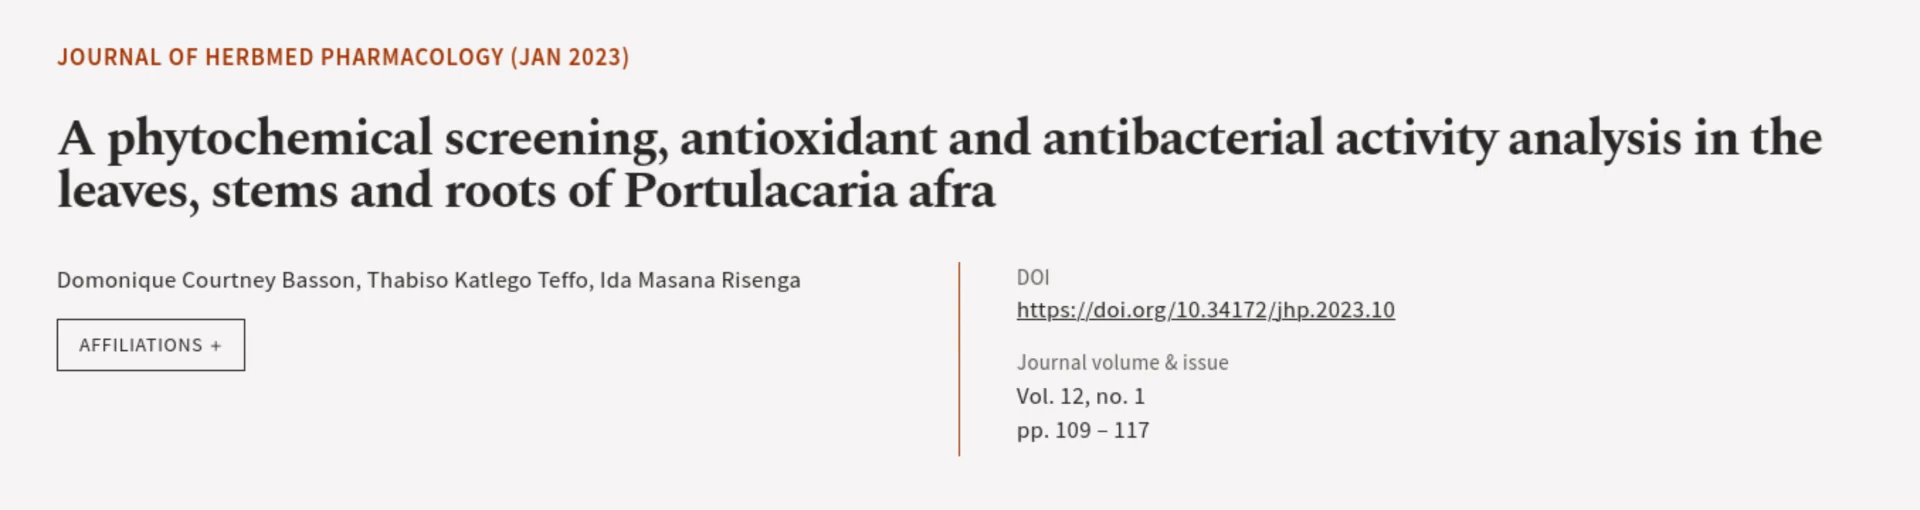 JOURNAL OF HERBMED PHARMACOLOGY (JAN 2023)
A phytochemical screening, antioxidant and antibacterial activity analysis in the
leaves, stems and roots of Portulacaria afra
Domonique Courtney Basson, Thabiso Katlego Teffo, Ida Masana Risenga
AFFILIATIONS +
DOI
https://doi.org/10.34172/jhp.2023.10
Journal volume & issue
Vol. 12, no. 1
pp. 109 – 117